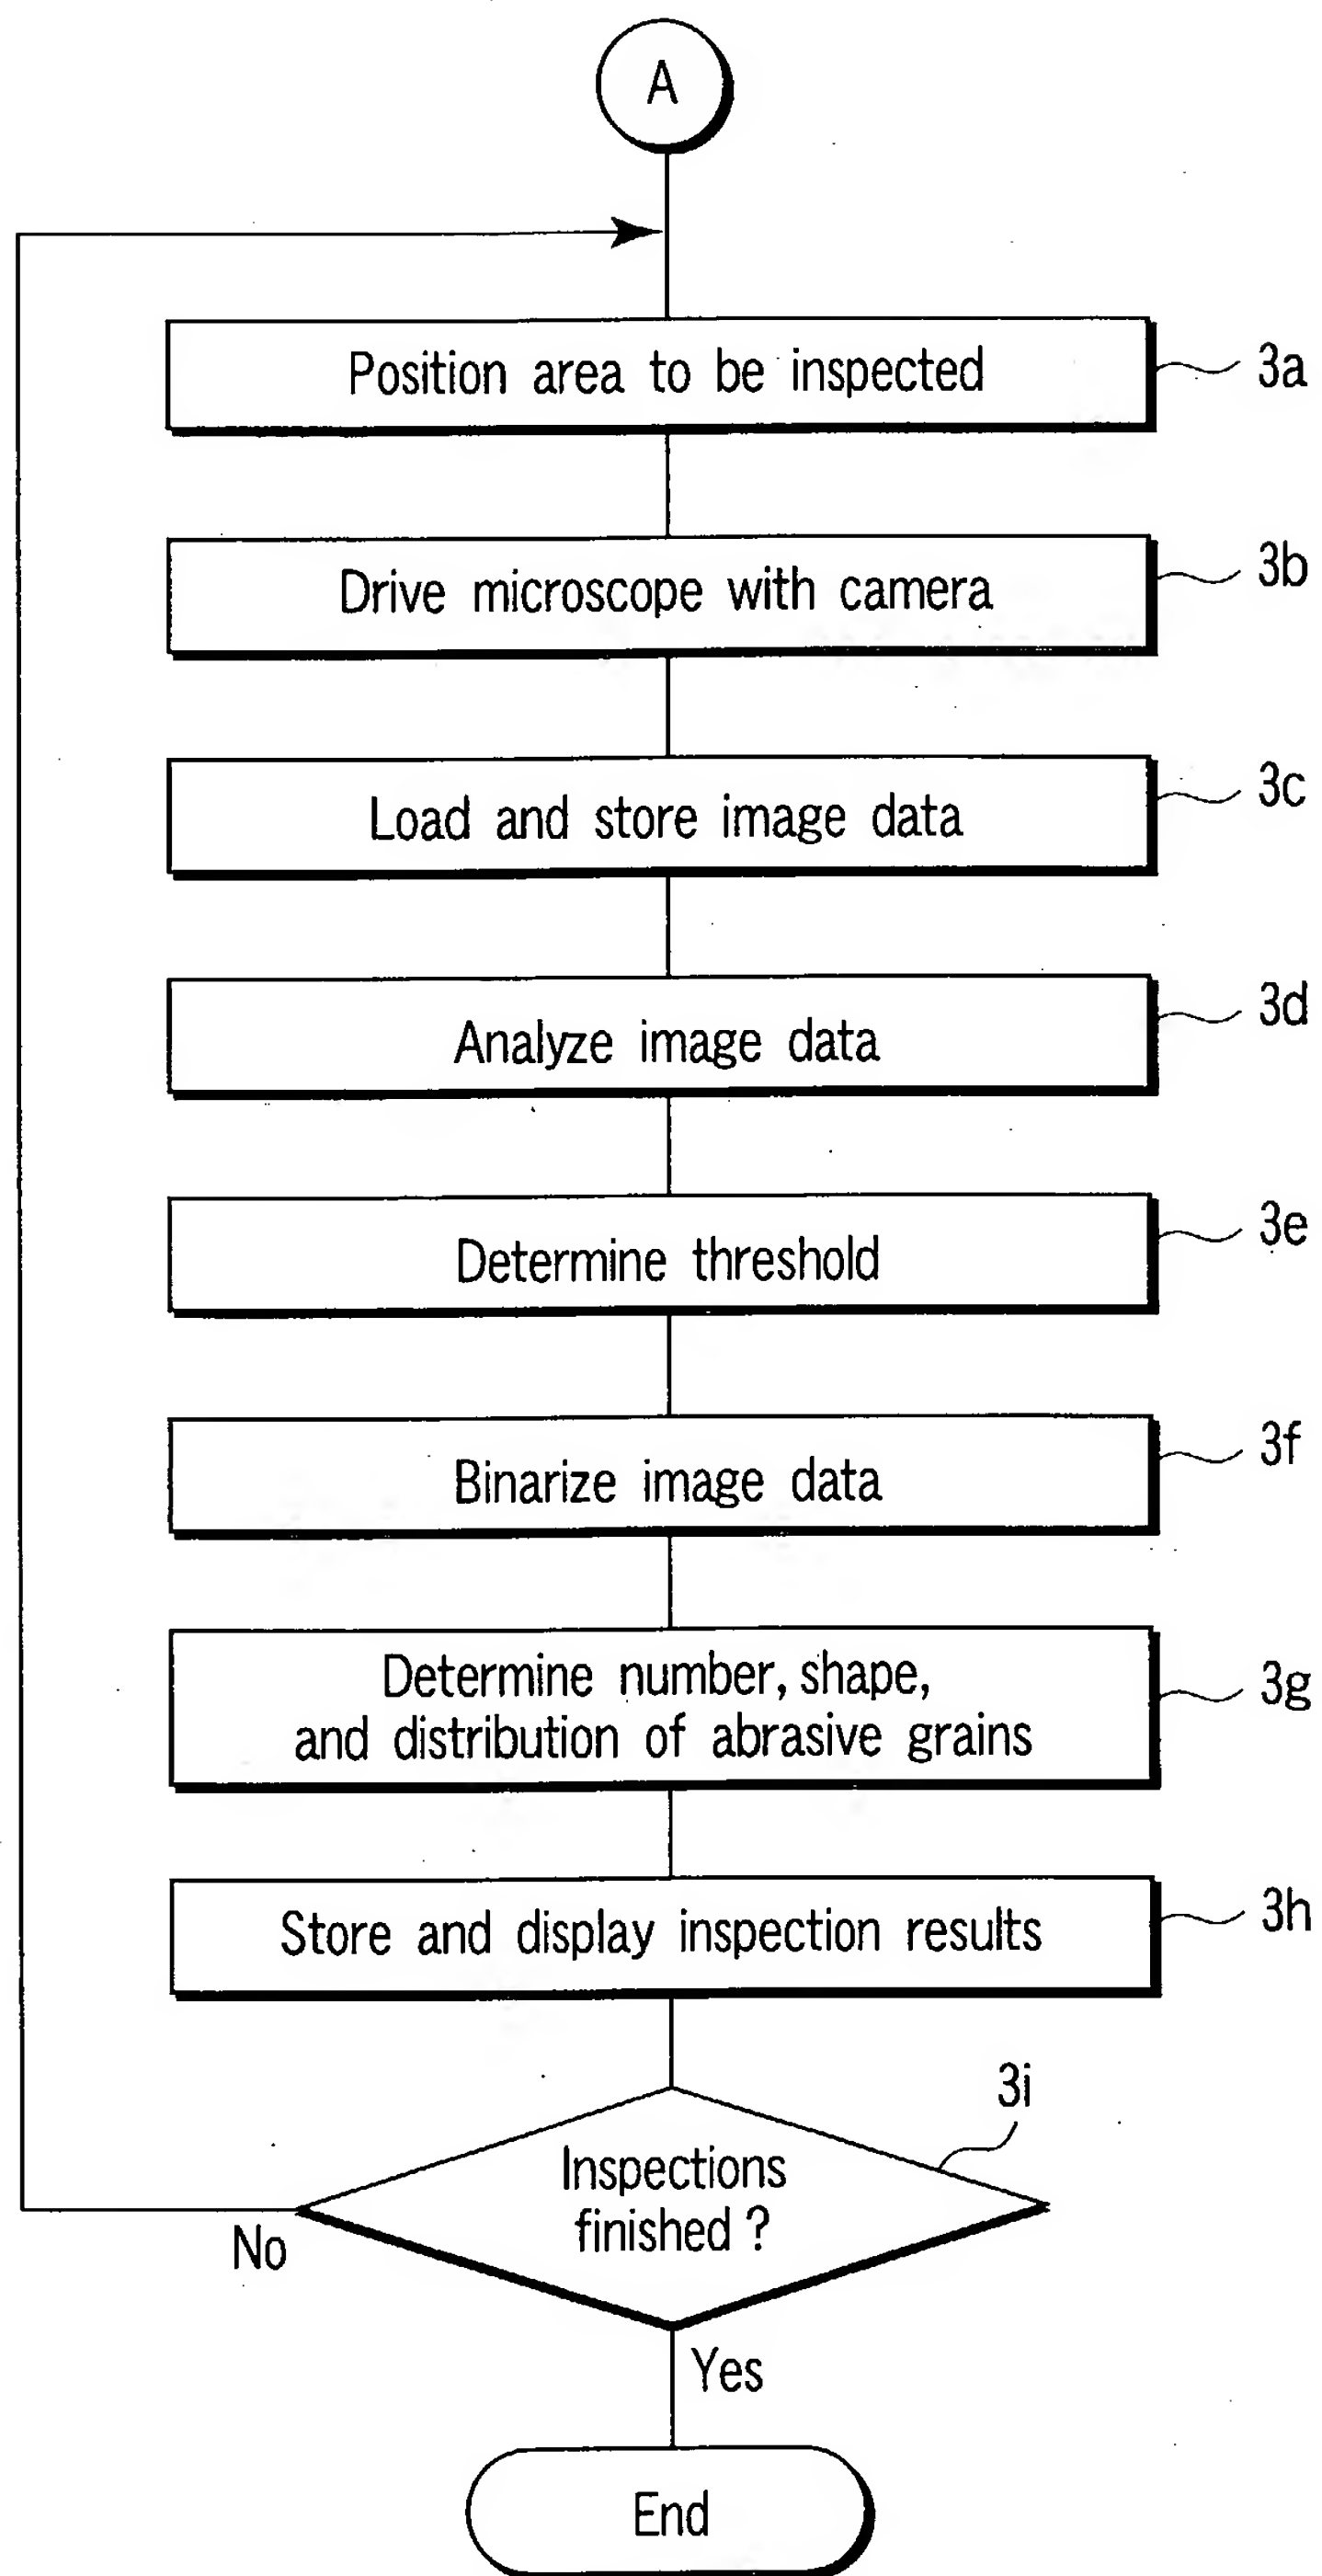 A
Position area to be inspected
3a
Drive microscope with camera
3b
Load and store image data
3c
Analyze image data
3d
Determine threshold
3e
Binarize image data
3f
Determine number, shape,
and distribution of abrasive grains
3g
Store and display inspection results
3h
3i
Inspections
finished ?
No
Yes
End